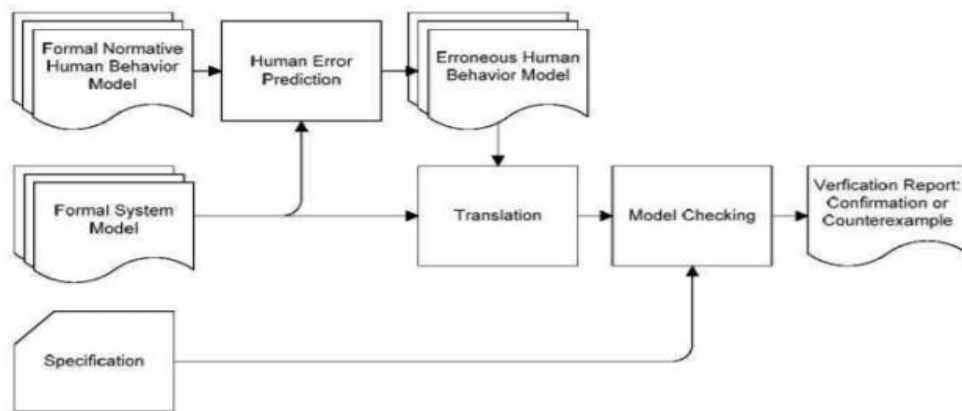 Formal Normative
Human Behavior
Model
Human Error
Prediction
Erroneous Human
Behavior Model
Formal System
Model
Translation
Model Checking
Verfication Report:
Confirmation or
Counterexample
Specification